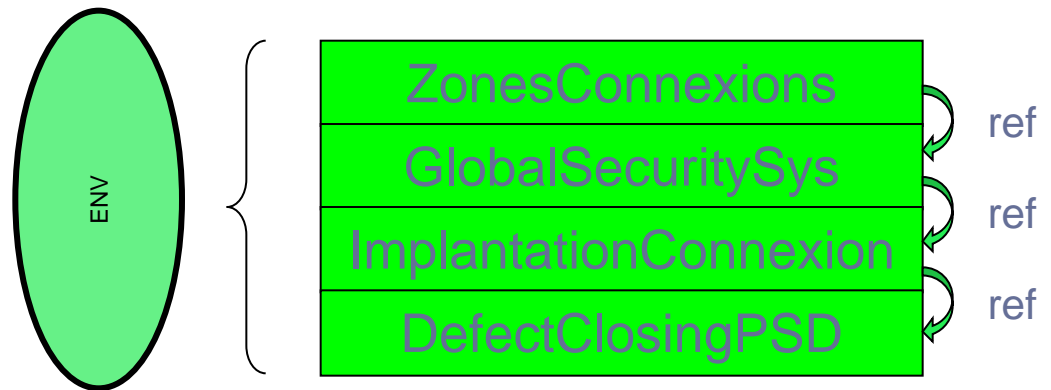 ENV
ZonesConnexions
ref
GlobalSecuritySys
ref
ImplantationConnexion
ref
DefectClosingPSD